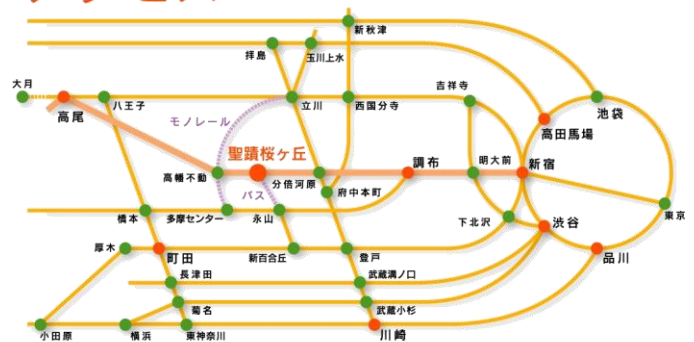 新秋津
拝島
玉川上水
大月
高尾
八王子
立川
西国分寺
吉祥寺
池袋
高田馬場
モノレール
聖蹟桜ヶ丘
調布
明大前
新宿
高幡不動
分倍河原
バス
府中本町
橋本
多摩センター
永山
下北沢
渋谷
東京
厚木
町田
新百合丘
登戸
品川
長津田
武蔵溝ノ口
菊名
武蔵小杉
小田原
横浜
東神奈川
川崎